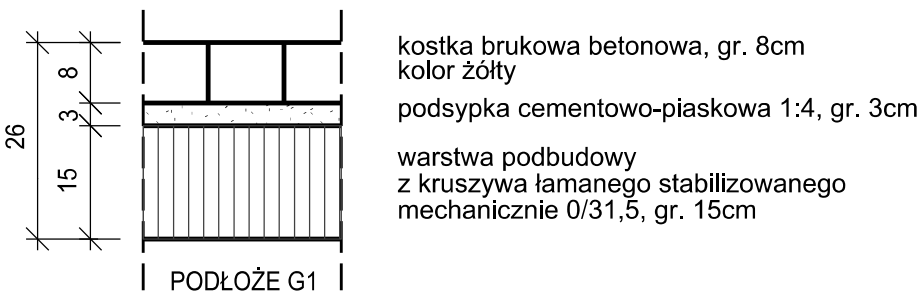 kostka brukowa betonowa, gr. 8cm
kolor żółty
podsypka cementowo-piaskowa 1:4, gr. 3cm
warstwa podbudowy
z kruszywa łamanego stabilizowanego
mechanicznie 0/31,5, gr. 15cm
26
8
3
15
PODŁOŻE G1